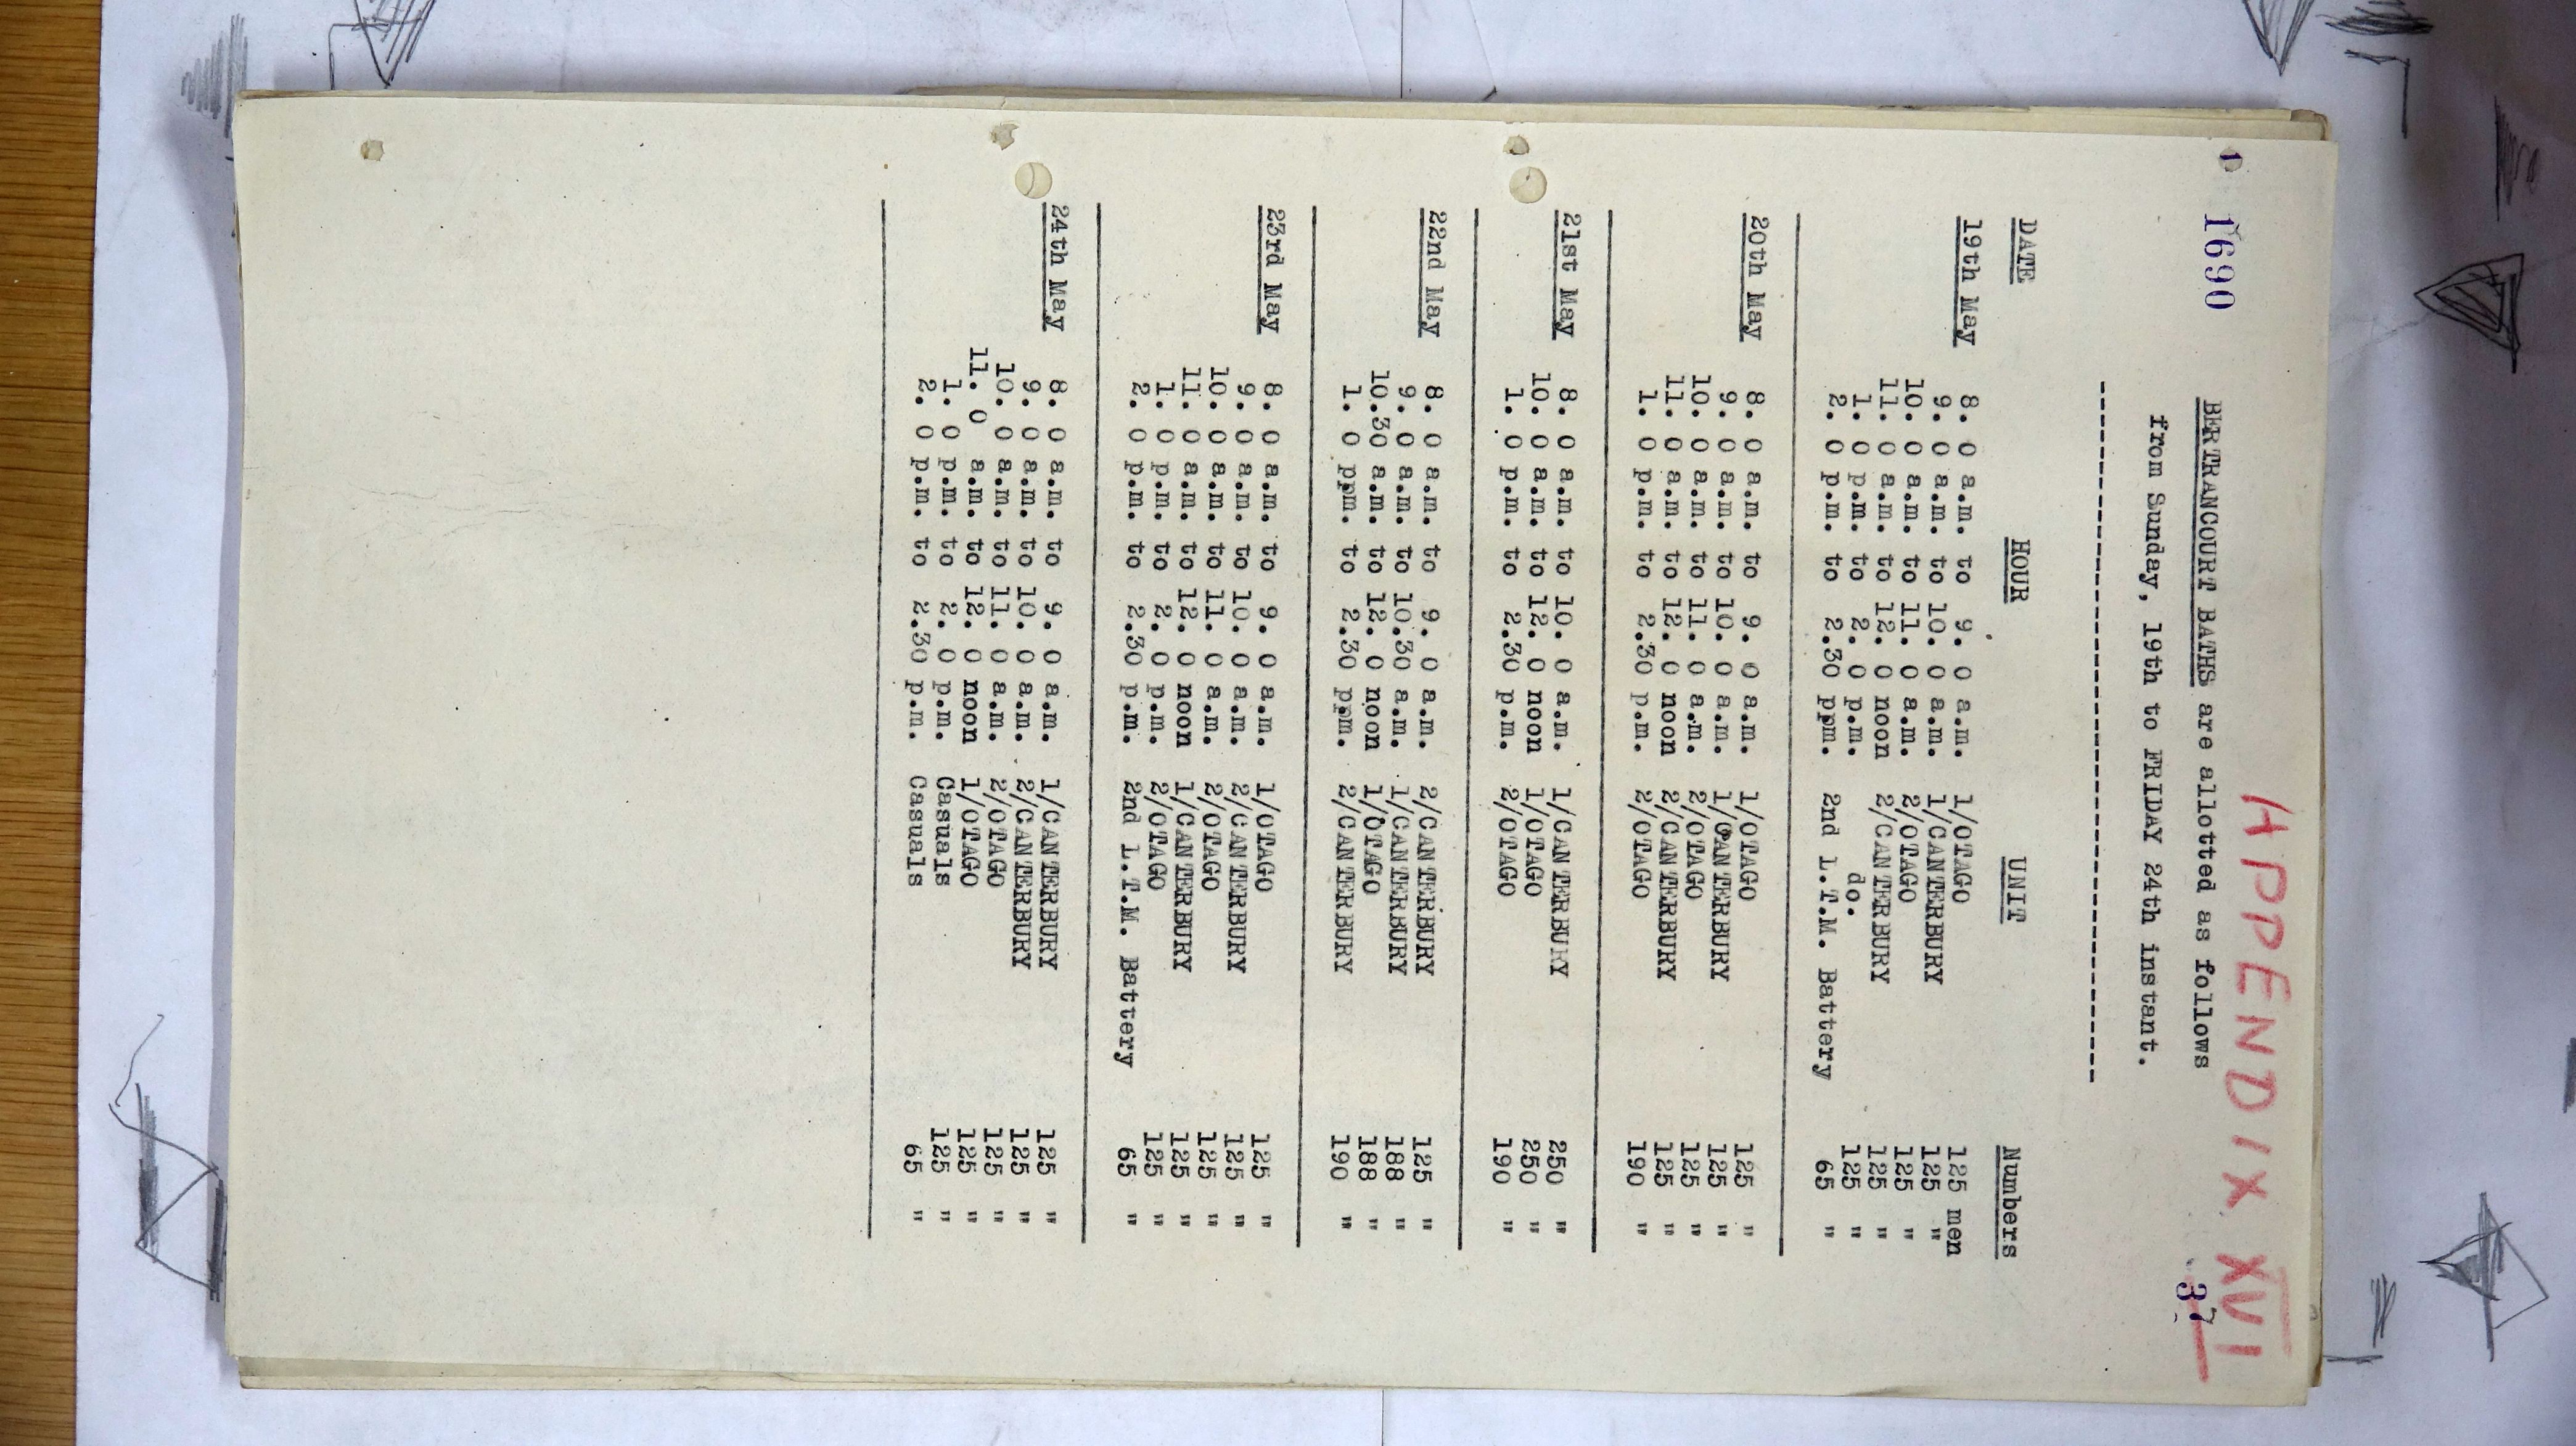 APPENDIX XVI
1690
37
BERTRANCOURT BATHS are allotted as follows
from Sunday, 19th to FRIDAY 24th instant.
DATE HOUR UNIT Numbers
19th May 8. 0 a.m. to 9. 0 a.m. 1/OTAGO 125 men
9. 0 a.m. to 10. 0 a.m. 1/CANTERBURY 125 "
10. 0 a.m. to 11. 0 a.m. 2/OTAGO 125 "
11. 0 a.m. to 12. 0 noon 2/CANTERBURY 125 "
1. 0 p.m. to 2. 0 p.m. do. 125 "
2. 0 p.m. to 2.30 ppm. 2nd L.T.M. Battery 65 "
20th May 8. 0 a.m. to 9. 0 a.m. 1/OTAGO 125 "
9. 0 a.m. to 10. 0 a.m. 1/CANTERBURY 125 "
10. 0 a.m. to 11. 0 a.m. 2/OTAGO 125 "
11. 0 a.m. to 12. 0 noon 2/CANTERBURY 125 "
1. 0 p.m. to 2.30 p.m. 2/OTAGO 190 "
21st May 8. 0 a.m. to 10. 0 a.m. 1/CANTERBURY 250 "
10. 0 a.m. to 12. 0 noon 1/OTAGO 250 "
1. 0 p.m. to 2.30 p.m. 2/OTAGO 190 "
22nd May 8. 0 a.m. to 9. 0 a.m. 2/CANTERBURY 125 "
9. 0 a.m. to 10.30 a.m. 1/CANTERBURY 188 "
10.30 a.m. to 12. 0 noon 1/OTAGO 188 "
1. 0 ppm. to 2.30 ppm. 2/CANTERBURY 190 "
23rd May 8. 0 a.m. to 9. 0 a.m. 1/OTAGO 125 "
9. 0 a.m. to 10. 0 a.m. 2/CANTERBURY 125 "
10. 0 a.m. to 11. 0 a.m. 2/OTAGO 125 "
11. 0 a.m. to 12. 0 noon 1/CANTERBURY 125 "
1. 0 p.m. to 2. 0 p.m. 2/OTAGO 125 "
2. 0 p.m. to 2.30 p.m. 2nd L.T.M. Battery 65 "
24th May 8. 0 a.m. to 9. 0 a.m. 1/CANTERBURY 125 "
9. 0 a.m. to 10. 0 a.m. 2/CANTERBURY 125 "
10. 0 a.m. to 11. 0 a.m. 2/OTAGO 125 "
11. 0 a.m. to 12. 0 noon 1/OTAGO 125 "
1. 0 p.m. to 2. 0 p.m. Casuals 125 "
2. 0 p.m. to 2.30 p.m. Casuals 65 "